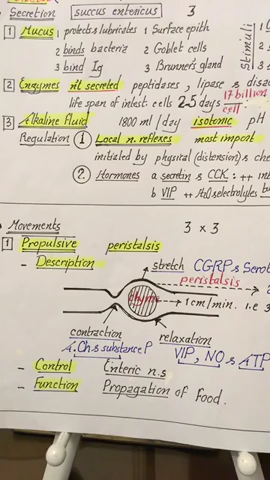 Secretion (succus entericus) 3
1 Mucus: 1 protects & lubricates 1 Surface epith
2 binds bacteria 2 Goblet cells
3 bind Ig 3 Brunner's gland
Stimuli
2 Enzymes not secreted peptidases, lipase & disa
life span of intest. cells 2-5 days 17 billion cell
3 Alkaline Fluid 1800 ml/day isotonic pH
Regulation 1 Local n. reflexes most import
initiated by physical (distension) & che
2 Hormones a secretin & CCK: ++ int
b VIP ++ H2O & electrolytes
Movements 3 x 3
1 Propulsive peristalsis
- Description stretch CGRP & Serot
peristalsis
chyme 1 cm/min. i.e 3
contraction relaxation
A.Ch & substance P VIP, NO & ATP
- Control Enteric n.s
- Function Propagation of food.